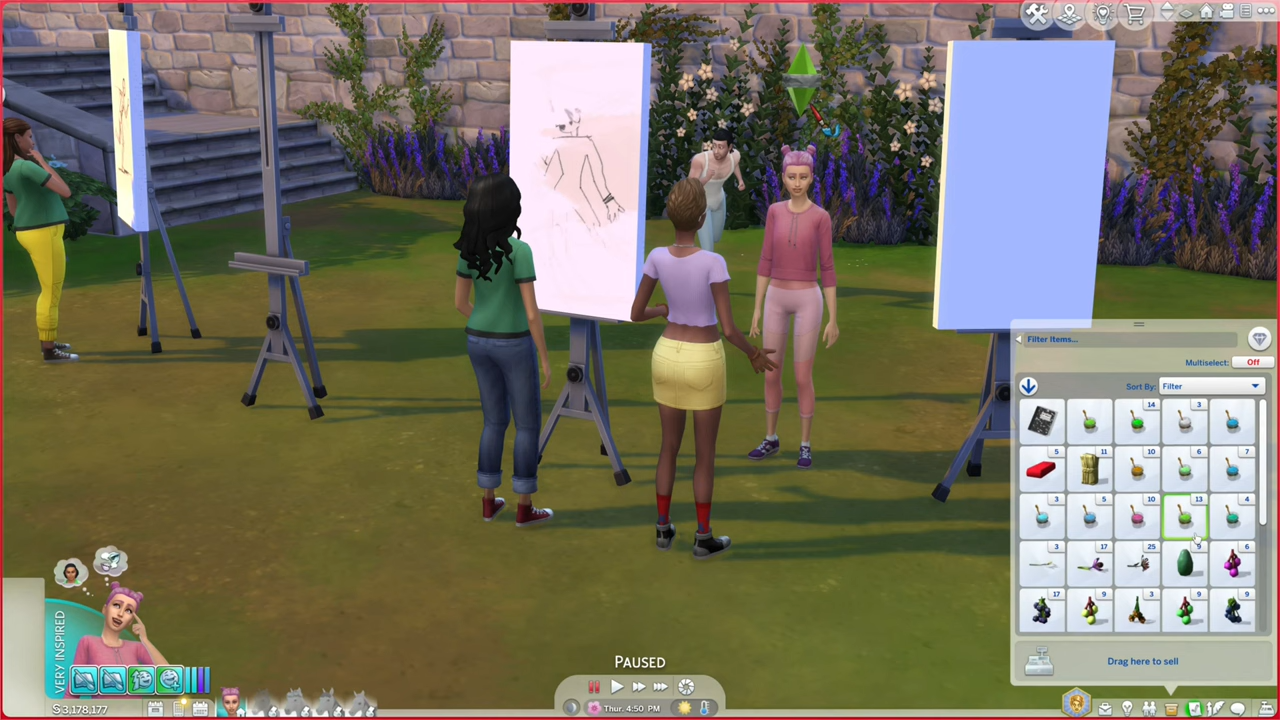 Filter Items...
Multiselect: Off
Sort By: Filter
14 3
5 11 10 6 7
3 5 10 13 4
3 17 25 9 6
17 9 3 9 9
Drag here to sell
VERY INSPIRED
PAUSED
§3,178,177
Thur. 4:50 PM